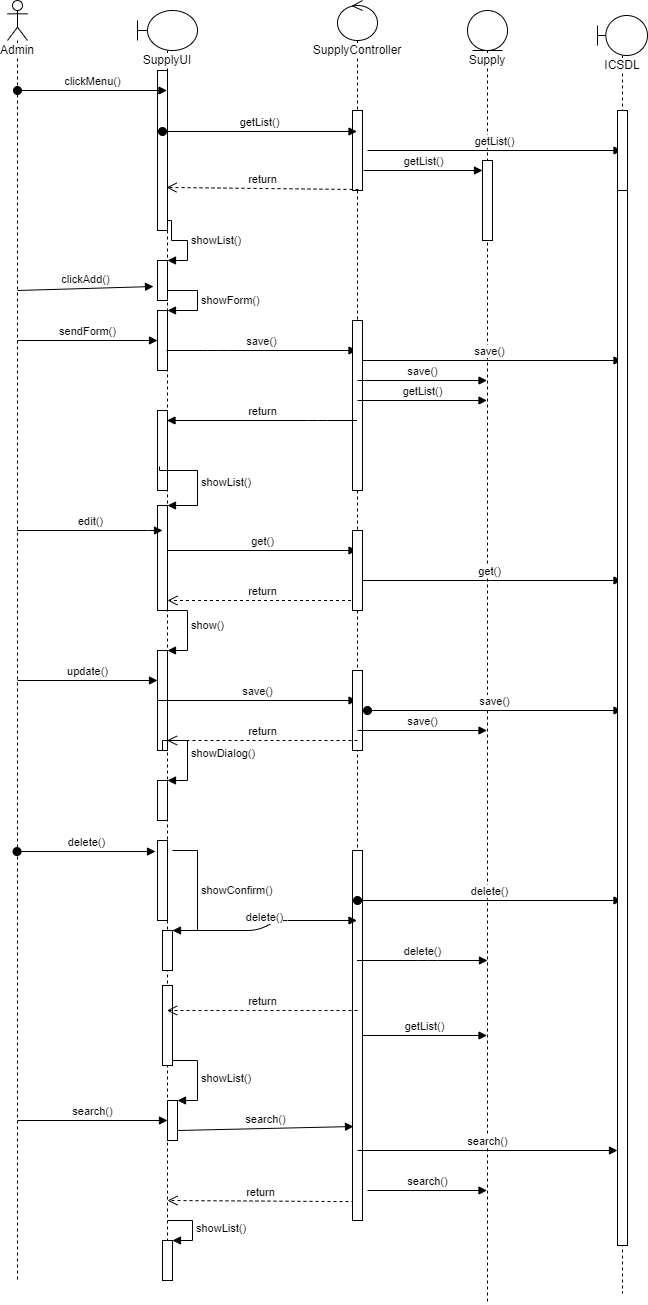 Admin
SupplyUI
SupplyController
Supply
ICSDL
clickMenu()
getList()
getList()
getList()
return
showList()
clickAdd()
showForm()
sendForm()
save()
save()
save()
getList()
return
showList()
edit()
get()
get()
return
show()
update()
save()
save()
save()
return
showDialog()
delete()
showConfirm()
delete()
delete()
delete()
return
getList()
showList()
search()
search()
search()
search()
return
showList()